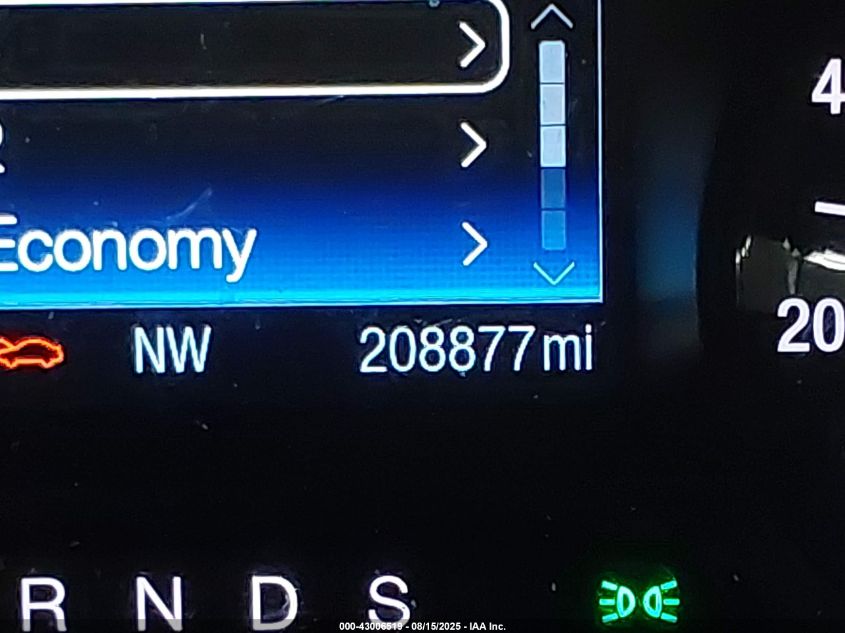 4
Economy
20
NW 208877 mi
R N D S
000-43006519 - 08/15/2025 - IAA Inc.